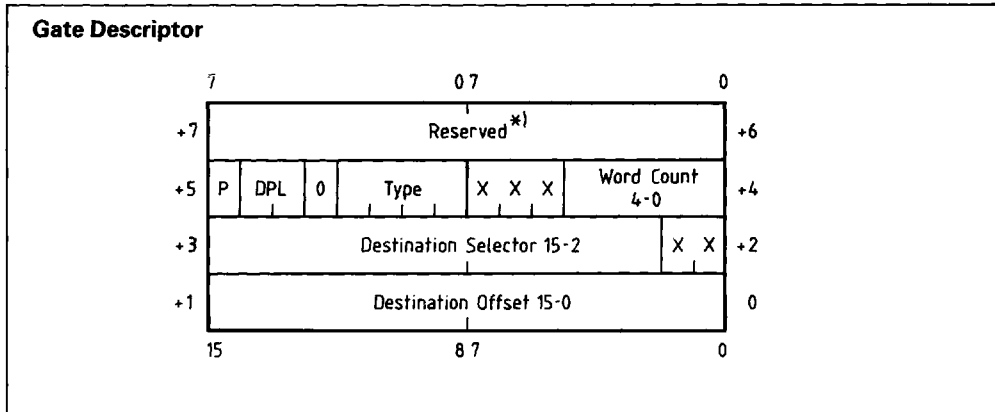 Gate Descriptor
7 0 7 0
+7 Reserved*) +6
+5 P DPL 0 Type X X X Word Count 4-0 +4
+3 Destination Selector 15-2 X X +2
+1 Destination Offset 15-0 0
15 8 7 0